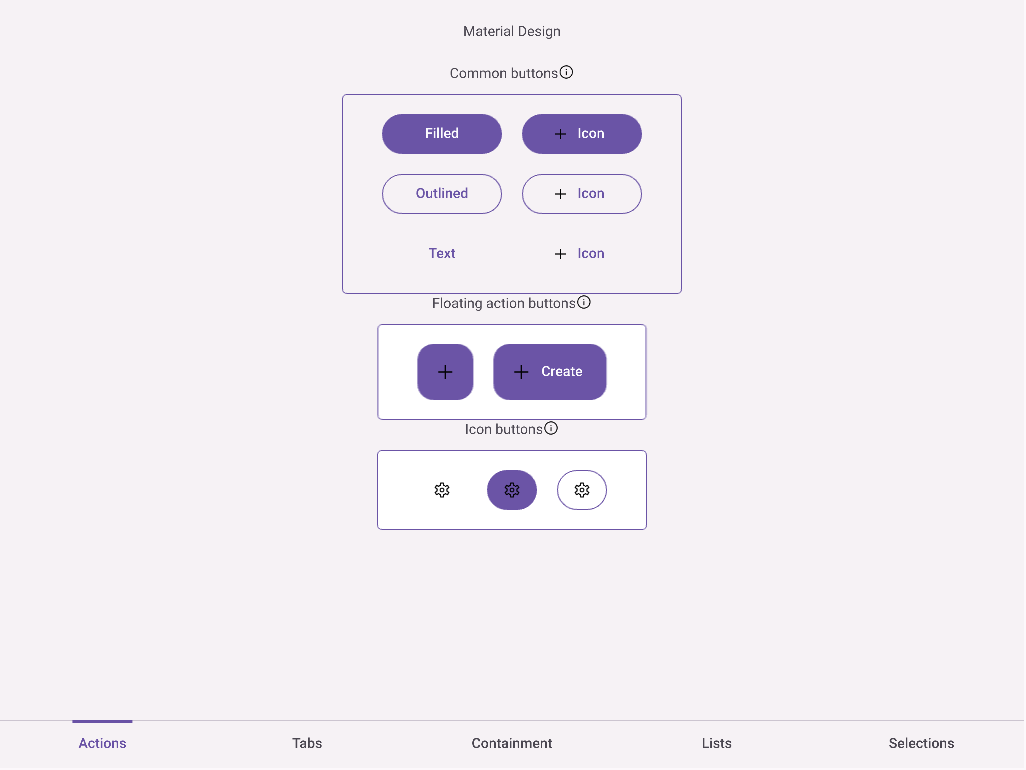 Material Design
Common buttons
Filled
Icon
Outlined
Icon
Text
Icon
Floating action buttons
Create
Icon buttons
Actions
Tabs
Containment
Lists
Selections